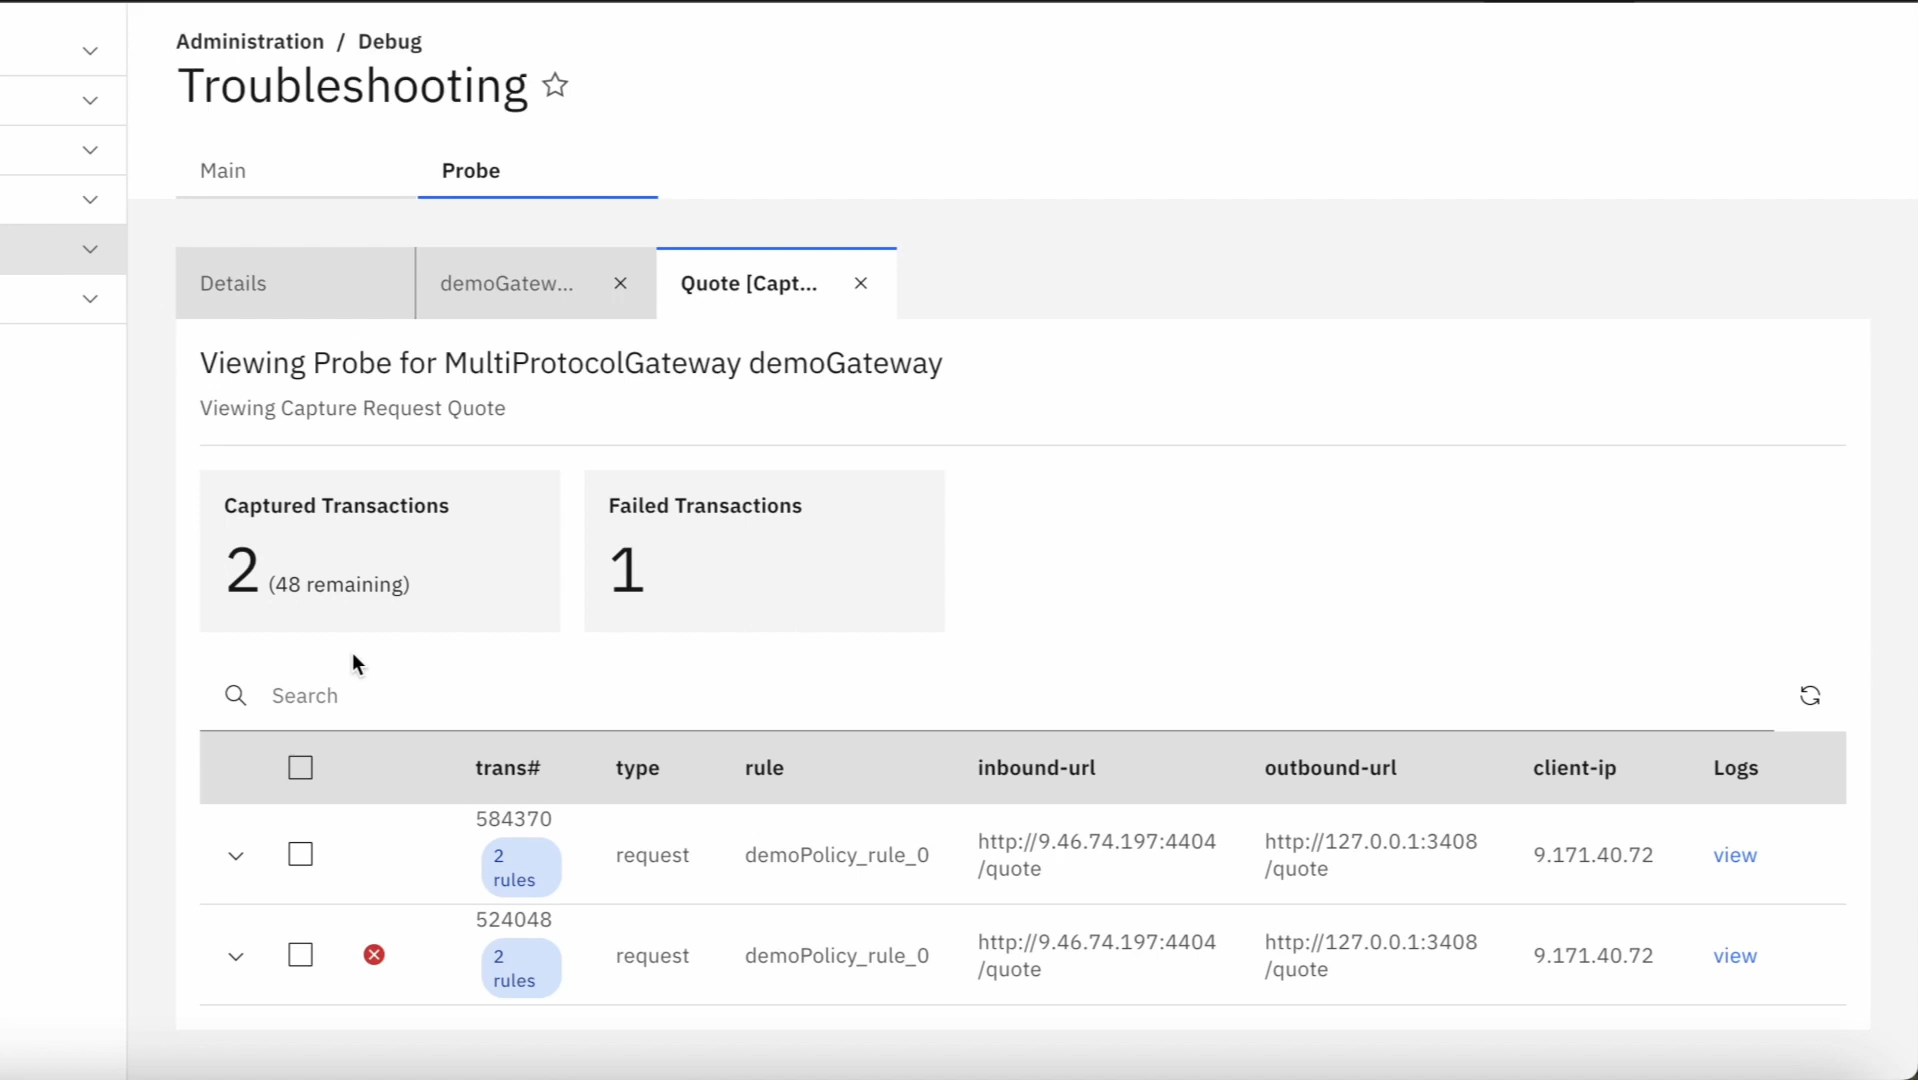 Administration / Debug
Troubleshooting
Main
Probe
Details
demoGatew...
Quote [Capt...
Viewing Probe for MultiProtocolGateway demoGateway
Viewing Capture Request Quote
Captured Transactions
2 (48 remaining)
Failed Transactions
1
Search
trans# type rule inbound-url outbound-url client-ip Logs
584370
2
rules
request
demoPolicy_rule_0
http://9.46.74.197:4404
/quote
http://127.0.0.1:3408
/quote
9.171.40.72
view
524048
2
rules
request
demoPolicy_rule_0
http://9.46.74.197:4404
/quote
http://127.0.0.1:3408
/quote
9.171.40.72
view